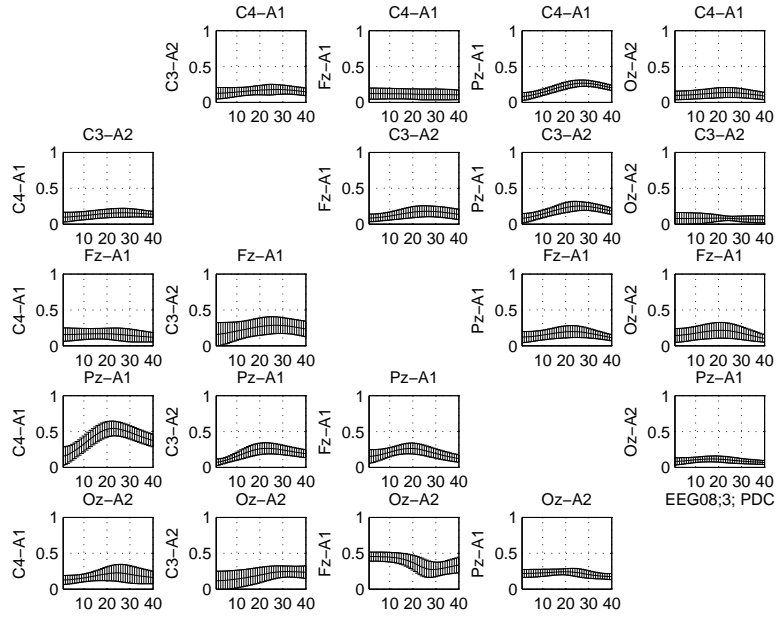 C4−A1 C4−A1 C4−A1 C4−A1
C3−A2 Fz−A1 Pz−A1 Oz−A2
1 1 1 1
0.5 0.5 0.5 0.5
0 0 0 0
10 20 30 40 10 20 30 40 10 20 30 40 10 20 30 40
C3−A2 C3−A2 C3−A2 C3−A2
C4−A1 Fz−A1 Pz−A1 Oz−A2
1 1 1 1
0.5 0.5 0.5 0.5
0 0 0 0
10 20 30 40 10 20 30 40 10 20 30 40 10 20 30 40
Fz−A1 Fz−A1 Fz−A1 Fz−A1
C4−A1 C3−A2 Pz−A1 Oz−A2
1 1 1 1
0.5 0.5 0.5 0.5
0 0 0 0
10 20 30 40 10 20 30 40 10 20 30 40 10 20 30 40
Pz−A1 Pz−A1 Pz−A1 Pz−A1
C4−A1 C3−A2 Fz−A1 Oz−A2
1 1 1 1
0.5 0.5 0.5 0.5
0 0 0 0
10 20 30 40 10 20 30 40 10 20 30 40 10 20 30 40
EEG08;3; PDC
Oz−A2 Oz−A2 Oz−A2 Oz−A2
C4−A1 C3−A2 Fz−A1 Pz−A1
1 1 1 1
0.5 0.5 0.5 0.5
0 0 0 0
10 20 30 40 10 20 30 40 10 20 30 40 10 20 30 40